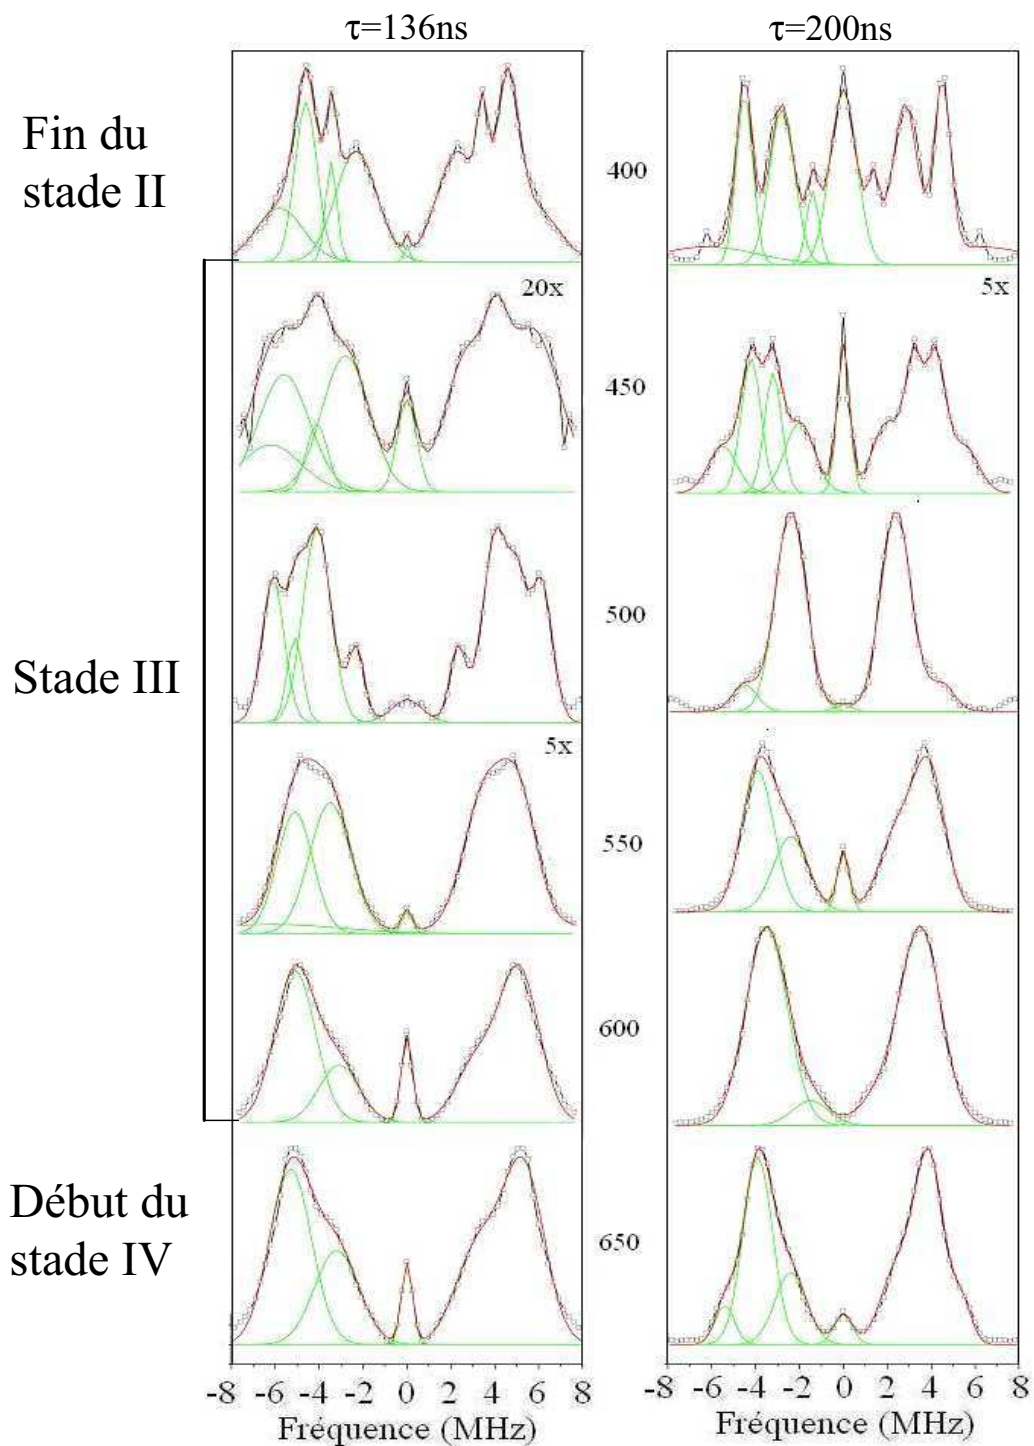 τ=136ns
τ=200ns
Fin du
stade II
400
20x
5x
450
500
Stade III
5x
550
600
Début du
stade IV
650
-8 -6 -4 -2 0 2 4 6 8
-8 -6 -4 -2 0 2 4 6 8
Fréquence (MHz)
Fréquence (MHz)